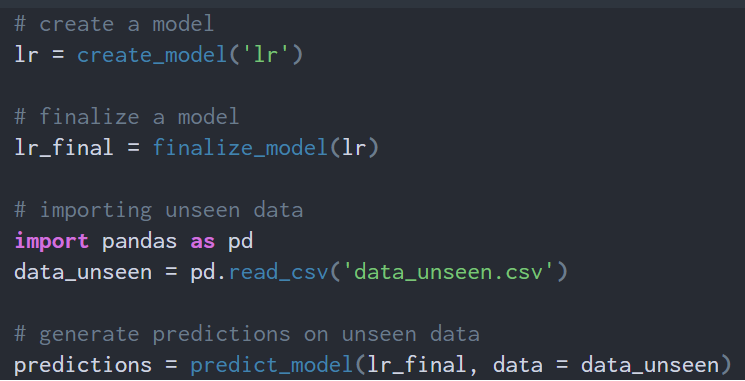 # create a model
lr = create_model('lr')
# finalize a model
lr_final = finalize_model(lr)
# importing unseen data
import pandas as pd
data_unseen = pd.read_csv('data_unseen.csv')
# generate predictions on unseen data
predictions = predict_model(lr_final, data = data_unseen)